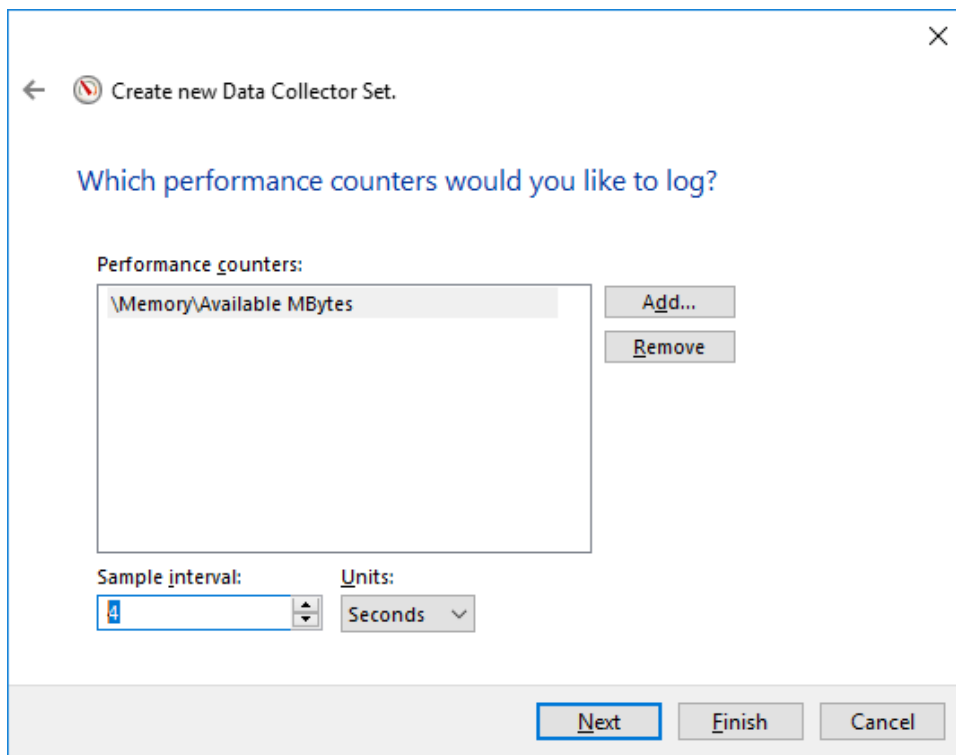 Create new Data Collector Set.
Which performance counters would you like to log?
Performance counters:
\Memory\Available MBytes
Add...
Remove
Sample interval:
Units:
4
Seconds
Next
Finish
Cancel